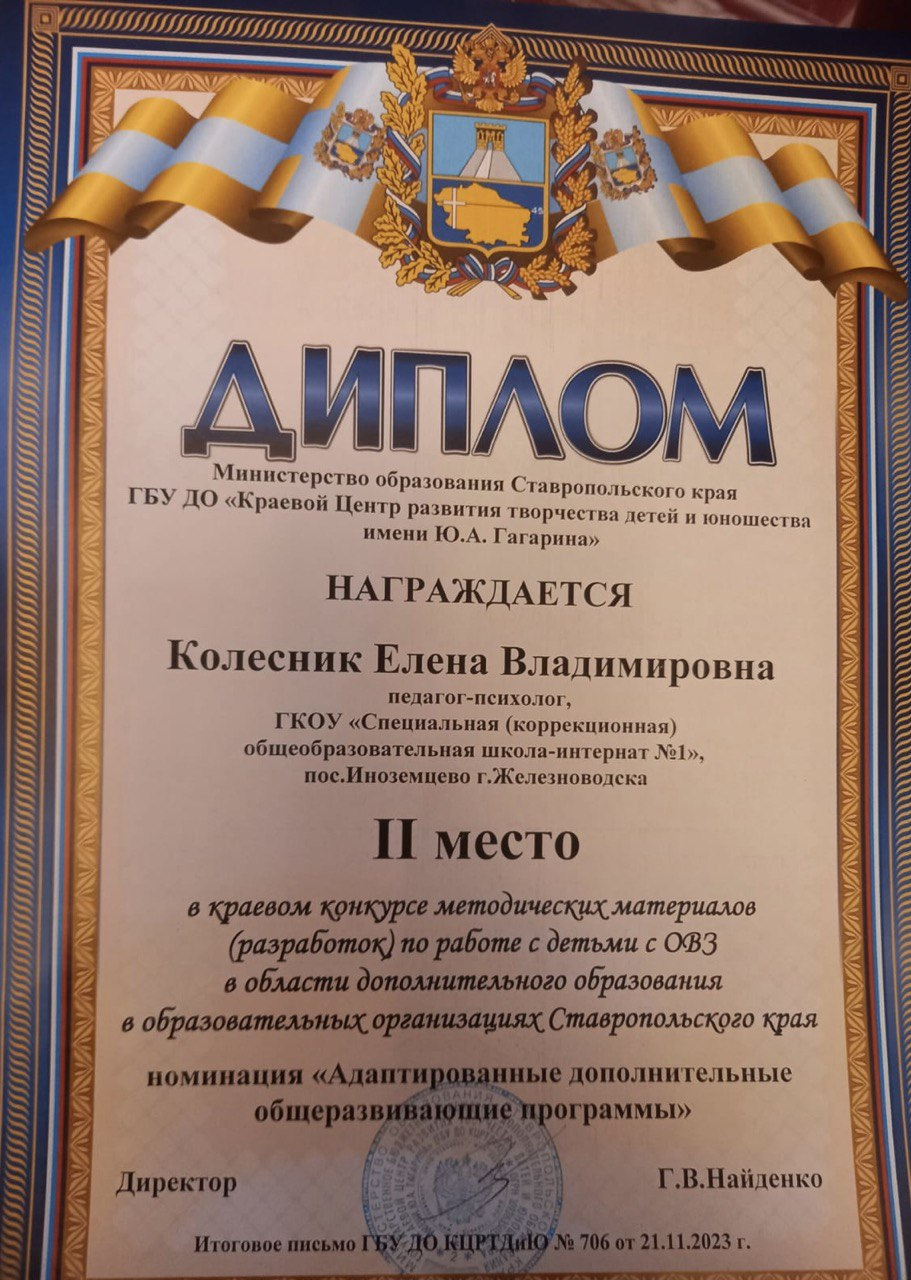 45
ДИПЛОМ
Министерство образования Ставропольского края
ГБУ ДО «Краевой Центр развития творчества детей и юношества
имени Ю.А. Гагарина»
НАГРАЖДАЕТСЯ
Колесник Елена Владимировна
педагог-психолог,
ГКОУ «Специальная (коррекционная)
общеобразовательная школа-интернат №1»,
пос.Иноземцево г.Железноводска
II место
в краевом конкурсе методических материалов
(разработок) по работе с детьми с ОВЗ
в области дополнительного образования
в образовательных организациях Ставропольского края
номинация «Адаптированные дополнительные
общеразвивающие программы»
Директор
Г.В.Найденко
Итоговое письмо ГБУ ДО КЦРТДиЮ № 706 от 21.11.2023 г.